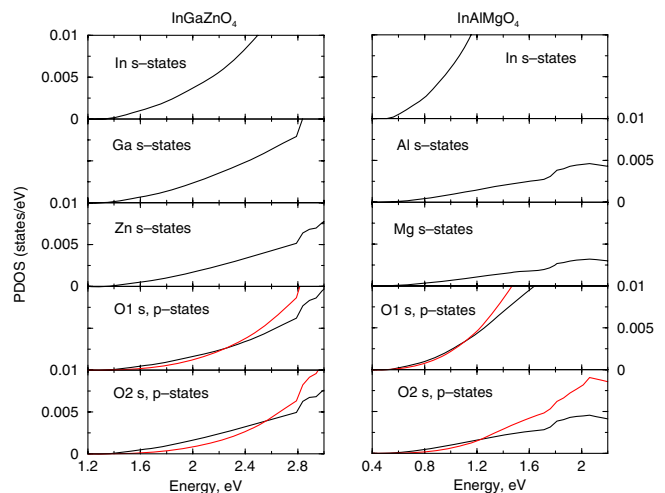 InGaZnO4
InAlMgO4
0.01
0.005
0
In s–states
0.01
Ga s–states
0.01
Zn s–states
0.005
0
O1 s, p–states
0.01
O2 s, p–states
0.005
0
PDOS (states/eV)
1.2 1.6 2 2.4 2.8
Energy, eV
In s–states
0.01
Al s–states
0.005
0
Mg s–states
0.01
O1 s, p–states
0.005
0
O2 s, p–states
0.4 0.8 1.2 1.6 2
Energy, eV